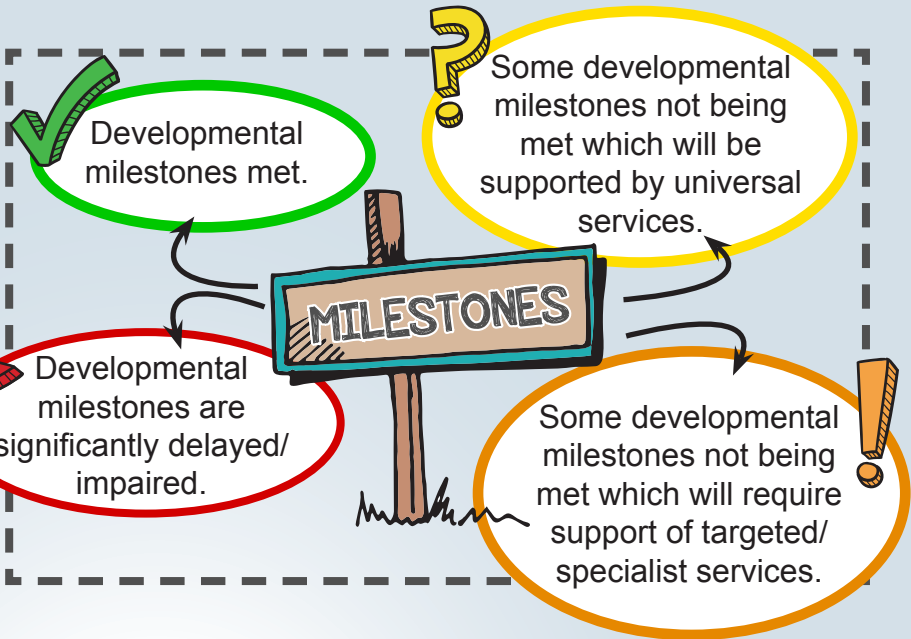 Developmental
milestones met.
Some developmental
milestones not being
met which will be
supported by universal
services.
MILESTONES
Developmental
milestones are
significantly delayed/
impaired.
Some developmental
milestones not being
met which will require
support of targeted/
specialist services.